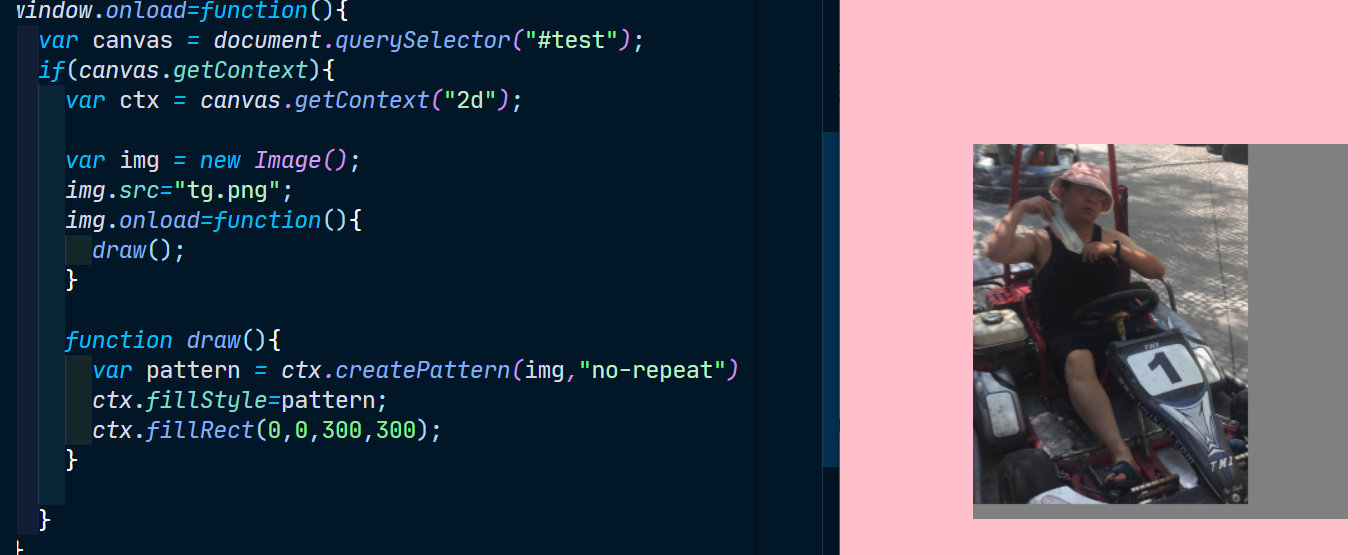 window.onload=function(){
var canvas = document.querySelector("#test");
if(canvas.getContext){
var ctx = canvas.getContext("2d");
var img = new Image();
img.src="tg.png";
img.onload=function(){
draw();
}
function draw(){
var pattern = ctx.createPattern(img,"no-repeat")
ctx.fillStyle=pattern;
ctx.fillRect(0,0,300,300);
}
}
}
TM1
1
TM1